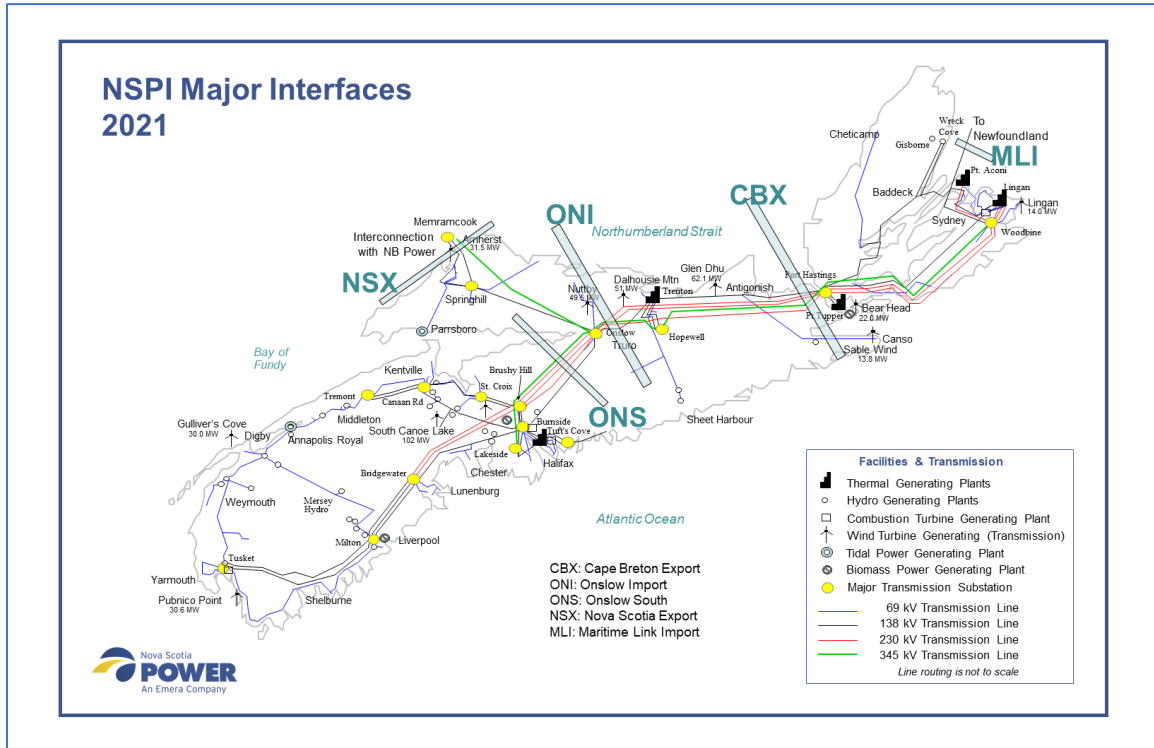 NSPI Major Interfaces
2021
Cheticamp
Wreck
Cove
Gisborne
To
Newfoundland
MLI
Pt. Aconi
Lingan
Lingan
14.0 MW
Baddeck
Sydney
Woodbine
CBX
ONI
Northumberland Strait
Memramcook
Interconnection
with NB Power
Amherst
31.5 MW
NSX
Springhill
Parrsboro
Nuttby
49.5 MW
Dalhousie Mtn
51 MW
Trenton
Glen Dhu
62.1 MW
Antigonish
Port Hastings
Pt Tupper
Bear Head
22.0 MW
Canso
Sable Wind
13.8 MW
Onslow
Truro
Hopewell
Sheet Harbour
Bay of
Fundy
Kentville
St. Croix
Brushy Hill
Tremont
Canaan Rd
Middleton
South Canoe Lake
102 MW
ONS
Burnside
Tuft's Cove
Gulliver's Cove
30.0 MW
Digby
Annapolis Royal
Lakeside
Halifax
Chester
Bridgewater
Lunenburg
Weymouth
Mersey
Hydro
Milton
Liverpool
Atlantic Ocean
Tusket
Yarmouth
Pubnico Point
30.6 MW
Shelburne
CBX: Cape Breton Export
ONI: Onslow Import
ONS: Onslow South
NSX: Nova Scotia Export
MLI: Maritime Link Import
Facilities & Transmission
Thermal Generating Plants
Hydro Generating Plants
Combustion Turbine Generating Plant
Wind Turbine Generating (Transmission)
Tidal Power Generating Plant
Biomass Power Generating Plant
Major Transmission Substation
69 kV Transmission Line
138 kV Transmission Line
230 kV Transmission Line
345 kV Transmission Line
Line routing is not to scale
Nova Scotia
POWER
An Emera Company